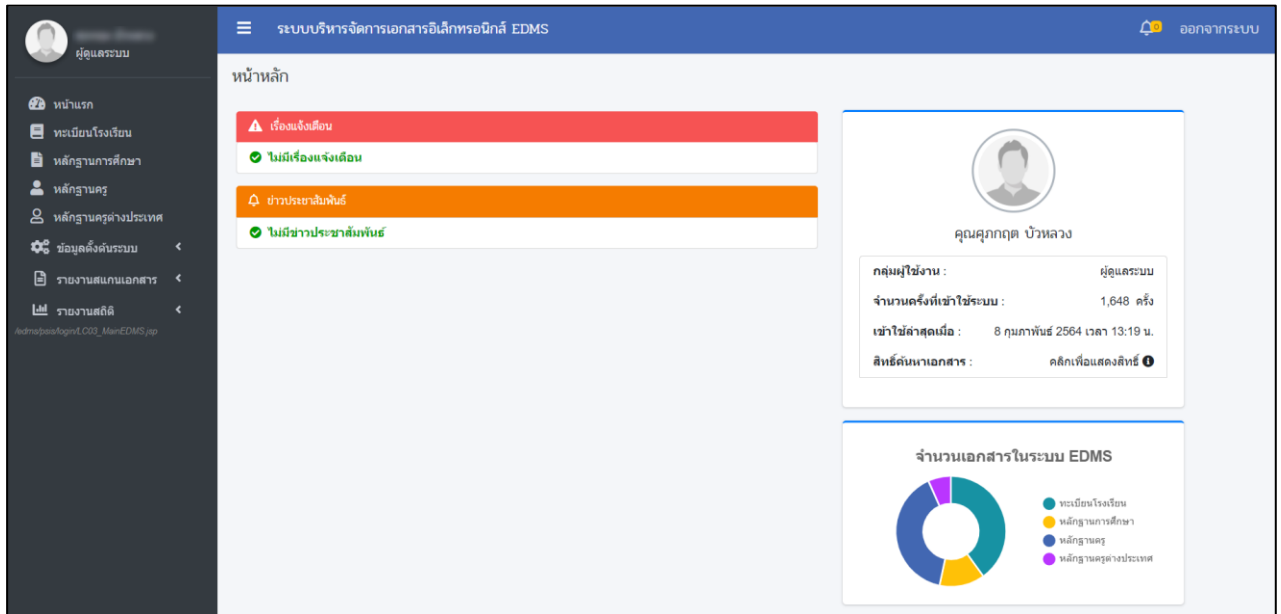 ระบบบริหารจัดการเอกสารอิเล็กทรอนิกส์ EDMS
0 ออกจากระบบ
ผู้ดูแลระบบ
หน้าแรก
ทะเบียนโรงเรียน
หลักฐานการศึกษา
หลักฐานครู
หลักฐานครูต่างประเทศ
ข้อมูลตั้งต้นระบบ
รายงานสแกนเอกสาร
รายงานสถิติ
/edms/psis/login/LC03_MainEDMS.jsp
หน้าหลัก
เรื่องแจ้งเตือน
ไม่มีเรื่องแจ้งเตือน
ข่าวประชาสัมพันธ์
ไม่มีข่าวประชาสัมพันธ์
คุณศุภกฤต บัวหลวง
กลุ่มผู้ใช้งาน : ผู้ดูแลระบบ
จำนวนครั้งที่เข้าใช้ระบบ : 1,648 ครั้ง
เข้าใช้ล่าสุดเมื่อ : 8 กุมภาพันธ์ 2564 เวลา 13:19 น.
สิทธิ์ค้นหาเอกสาร : คลิกเพื่อแสดงสิทธิ์
จำนวนเอกสารในระบบ EDMS
ทะเบียนโรงเรียน
หลักฐานการศึกษา
หลักฐานครู
หลักฐานครูต่างประเทศ